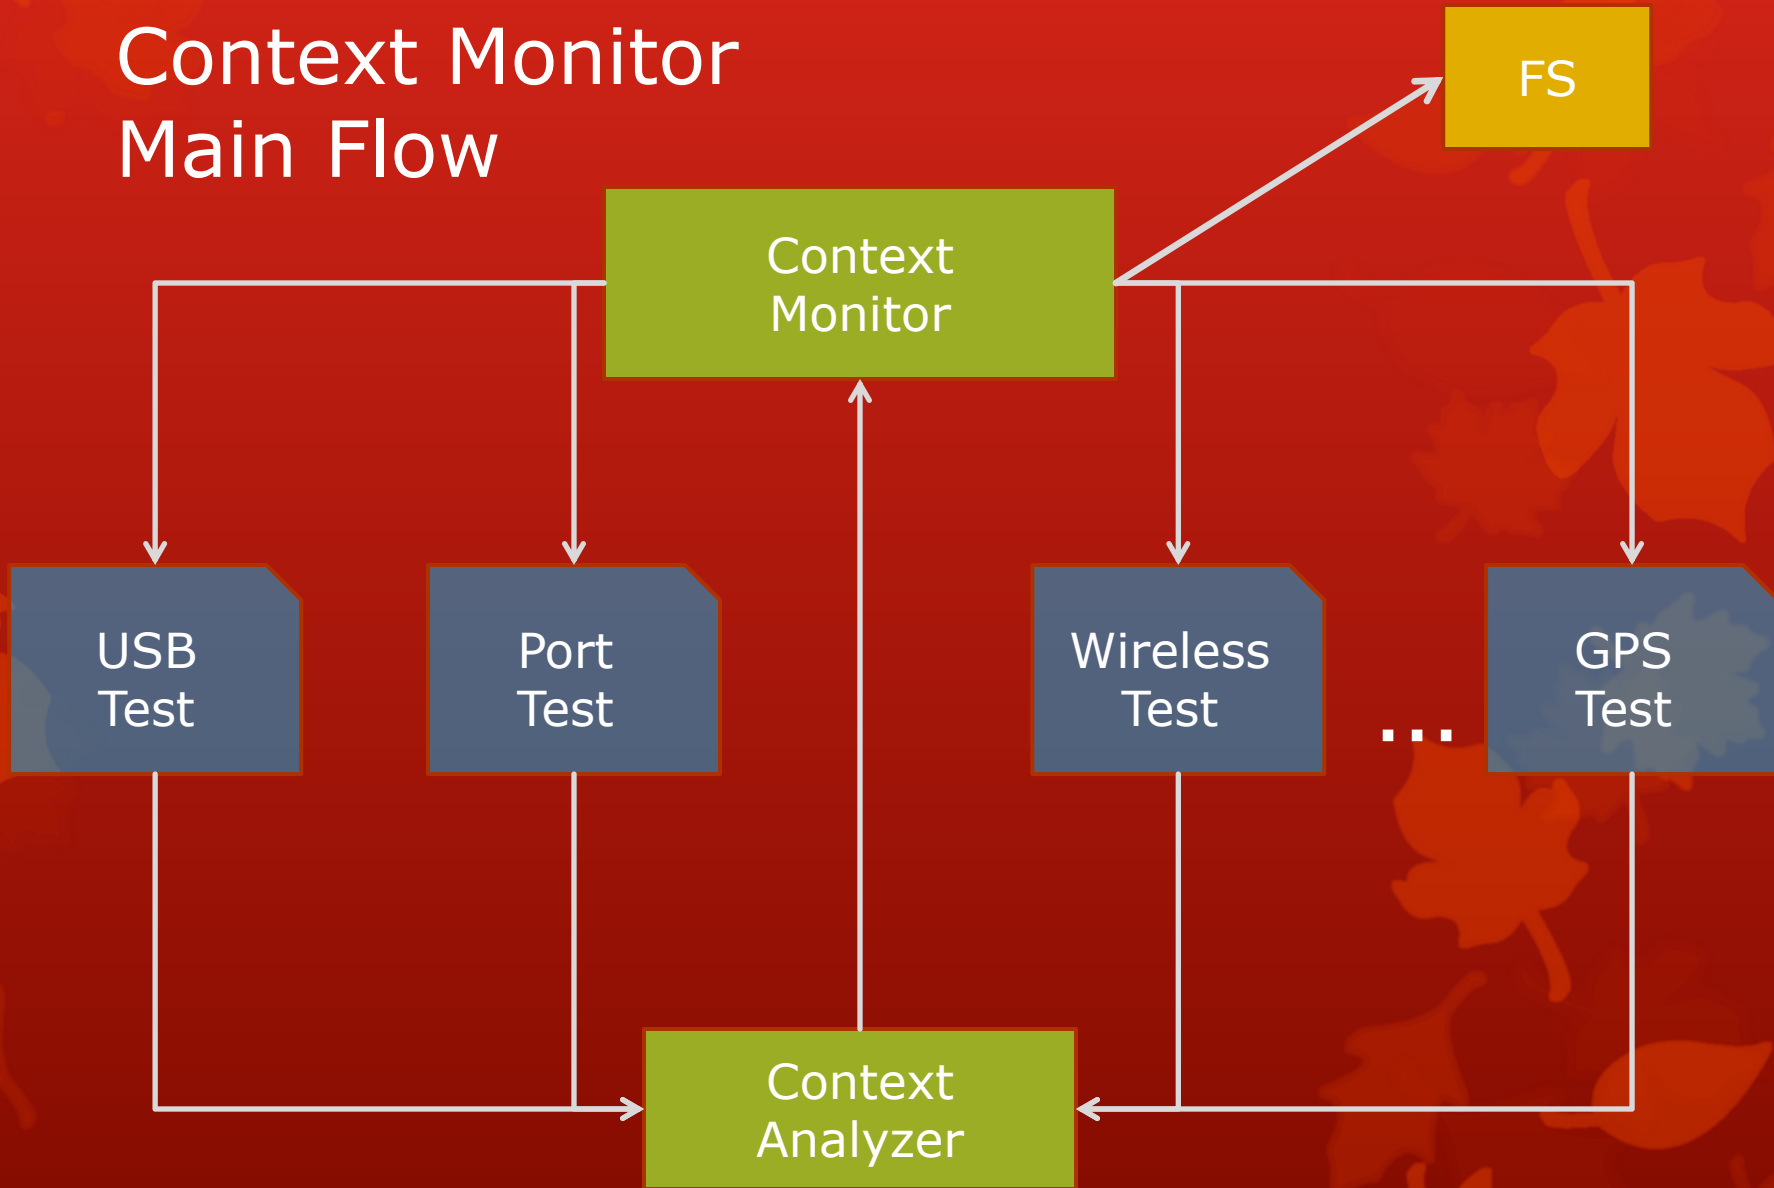 Context Monitor
Main Flow
FS
Context
Monitor
USB
Test
Port
Test
Wireless
Test
...
GPS
Test
Context
Analyzer